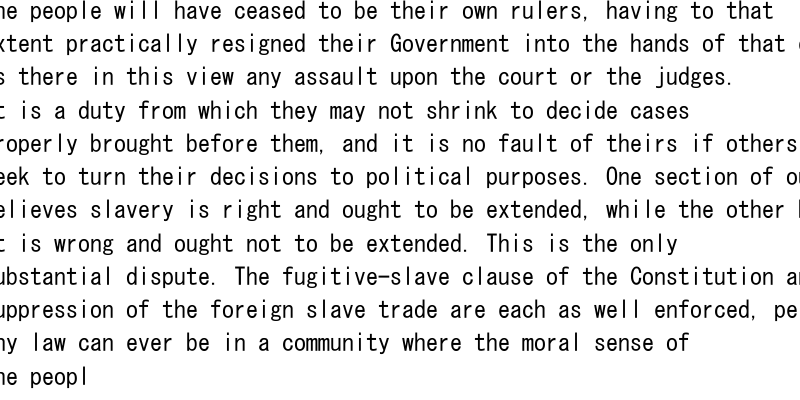 he people will have ceased to be their own rulers, having to that
xtent practically resigned their Government into the hands of that
s there in this view any assault upon the court or the judges.
t is a duty from which they may not shrink to decide cases
roperly brought before them, and it is no fault of theirs if others
eek to turn their decisions to political purposes. One section of o
elieves slavery is right and ought to be extended, while the other
t is wrong and ought not to be extended. This is the only
ubstantial dispute. The fugitive-slave clause of the Constitution a
uppression of the foreign slave trade are each as well enforced, pe
ny law can ever be in a community where the moral sense of
he peopl